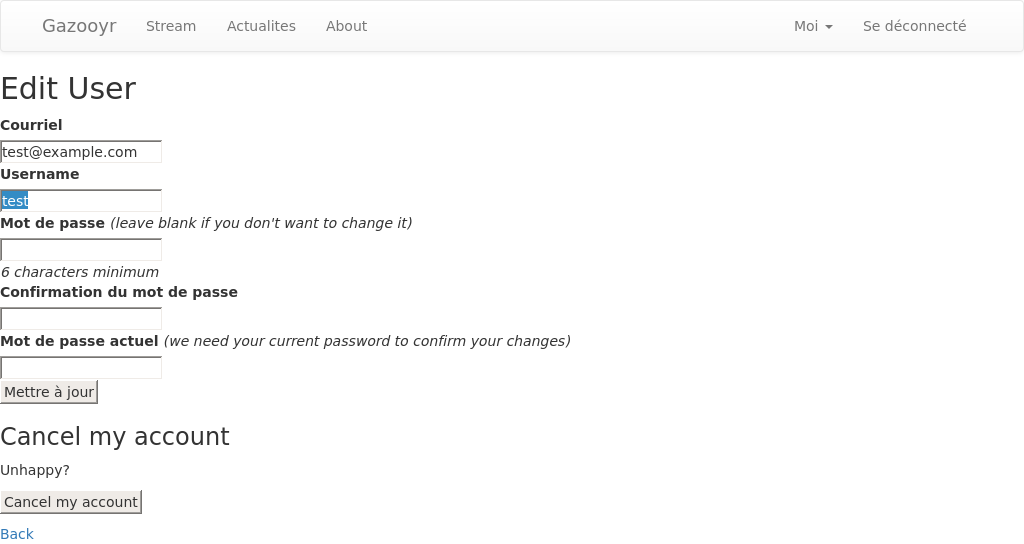 Gazooyr Stream Actualites About Moi Se déconnecté
Edit User
Courriel
test@example.com
Username
test
Mot de passe (leave blank if you don't want to change it)
6 characters minimum
Confirmation du mot de passe
Mot de passe actuel (we need your current password to confirm your changes)
Mettre à jour
Cancel my account
Unhappy?
Cancel my account
Back